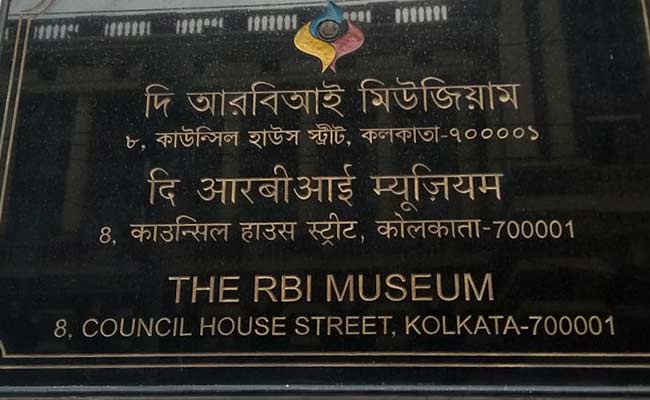 দি আরবিআই মিউজিয়াম
৮, কাউন্সিল হাউস স্ট্রীট, কলকাতা-৭০০০০১
दि आरबीआई म्यूज़ियम
8, काउन्सिल हाउस स्ट्रीट, कोलकाता-700001
THE RBI MUSEUM
8, COUNCIL HOUSE STREET, KOLKATA-700001